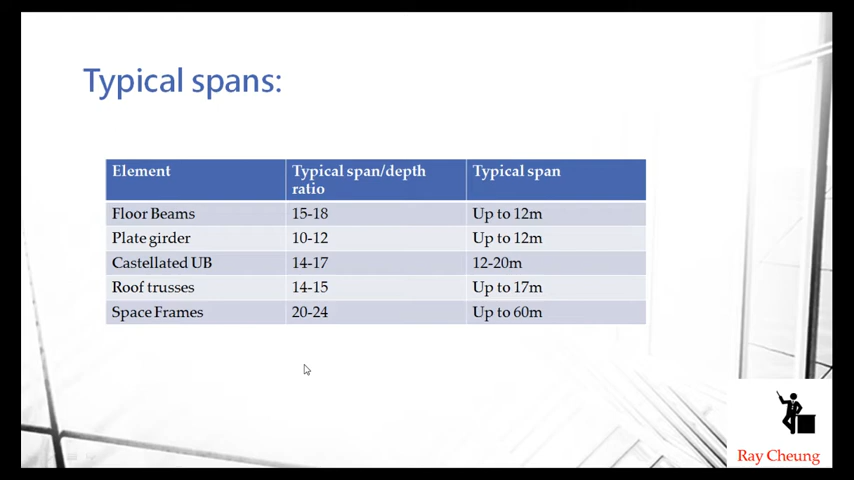 Typical spans:
Element Typical span/depth ratio Typical span
Floor Beams 15-18 Up to 12m
Plate girder 10-12 Up to 12m
Castellated UB 14-17 12-20m
Roof trusses 14-15 Up to 17m
Space Frames 20-24 Up to 60m
Ray Cheung